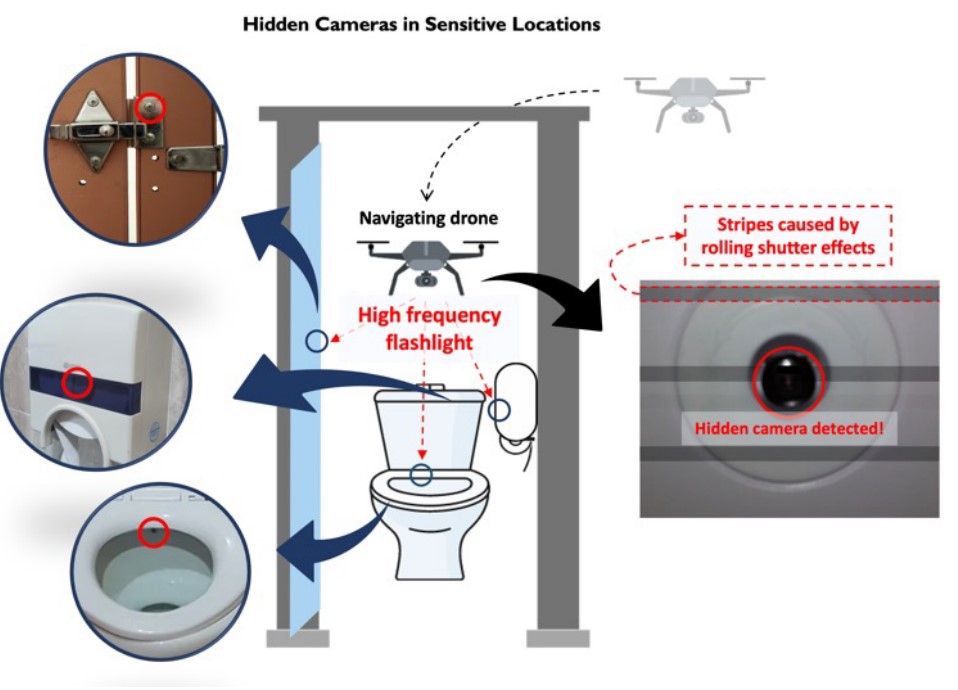 Hidden Cameras in Sensitive Locations
Navigating drone
High frequency
flashlight
Stripes caused by
rolling shutter effects
Hidden camera detected!